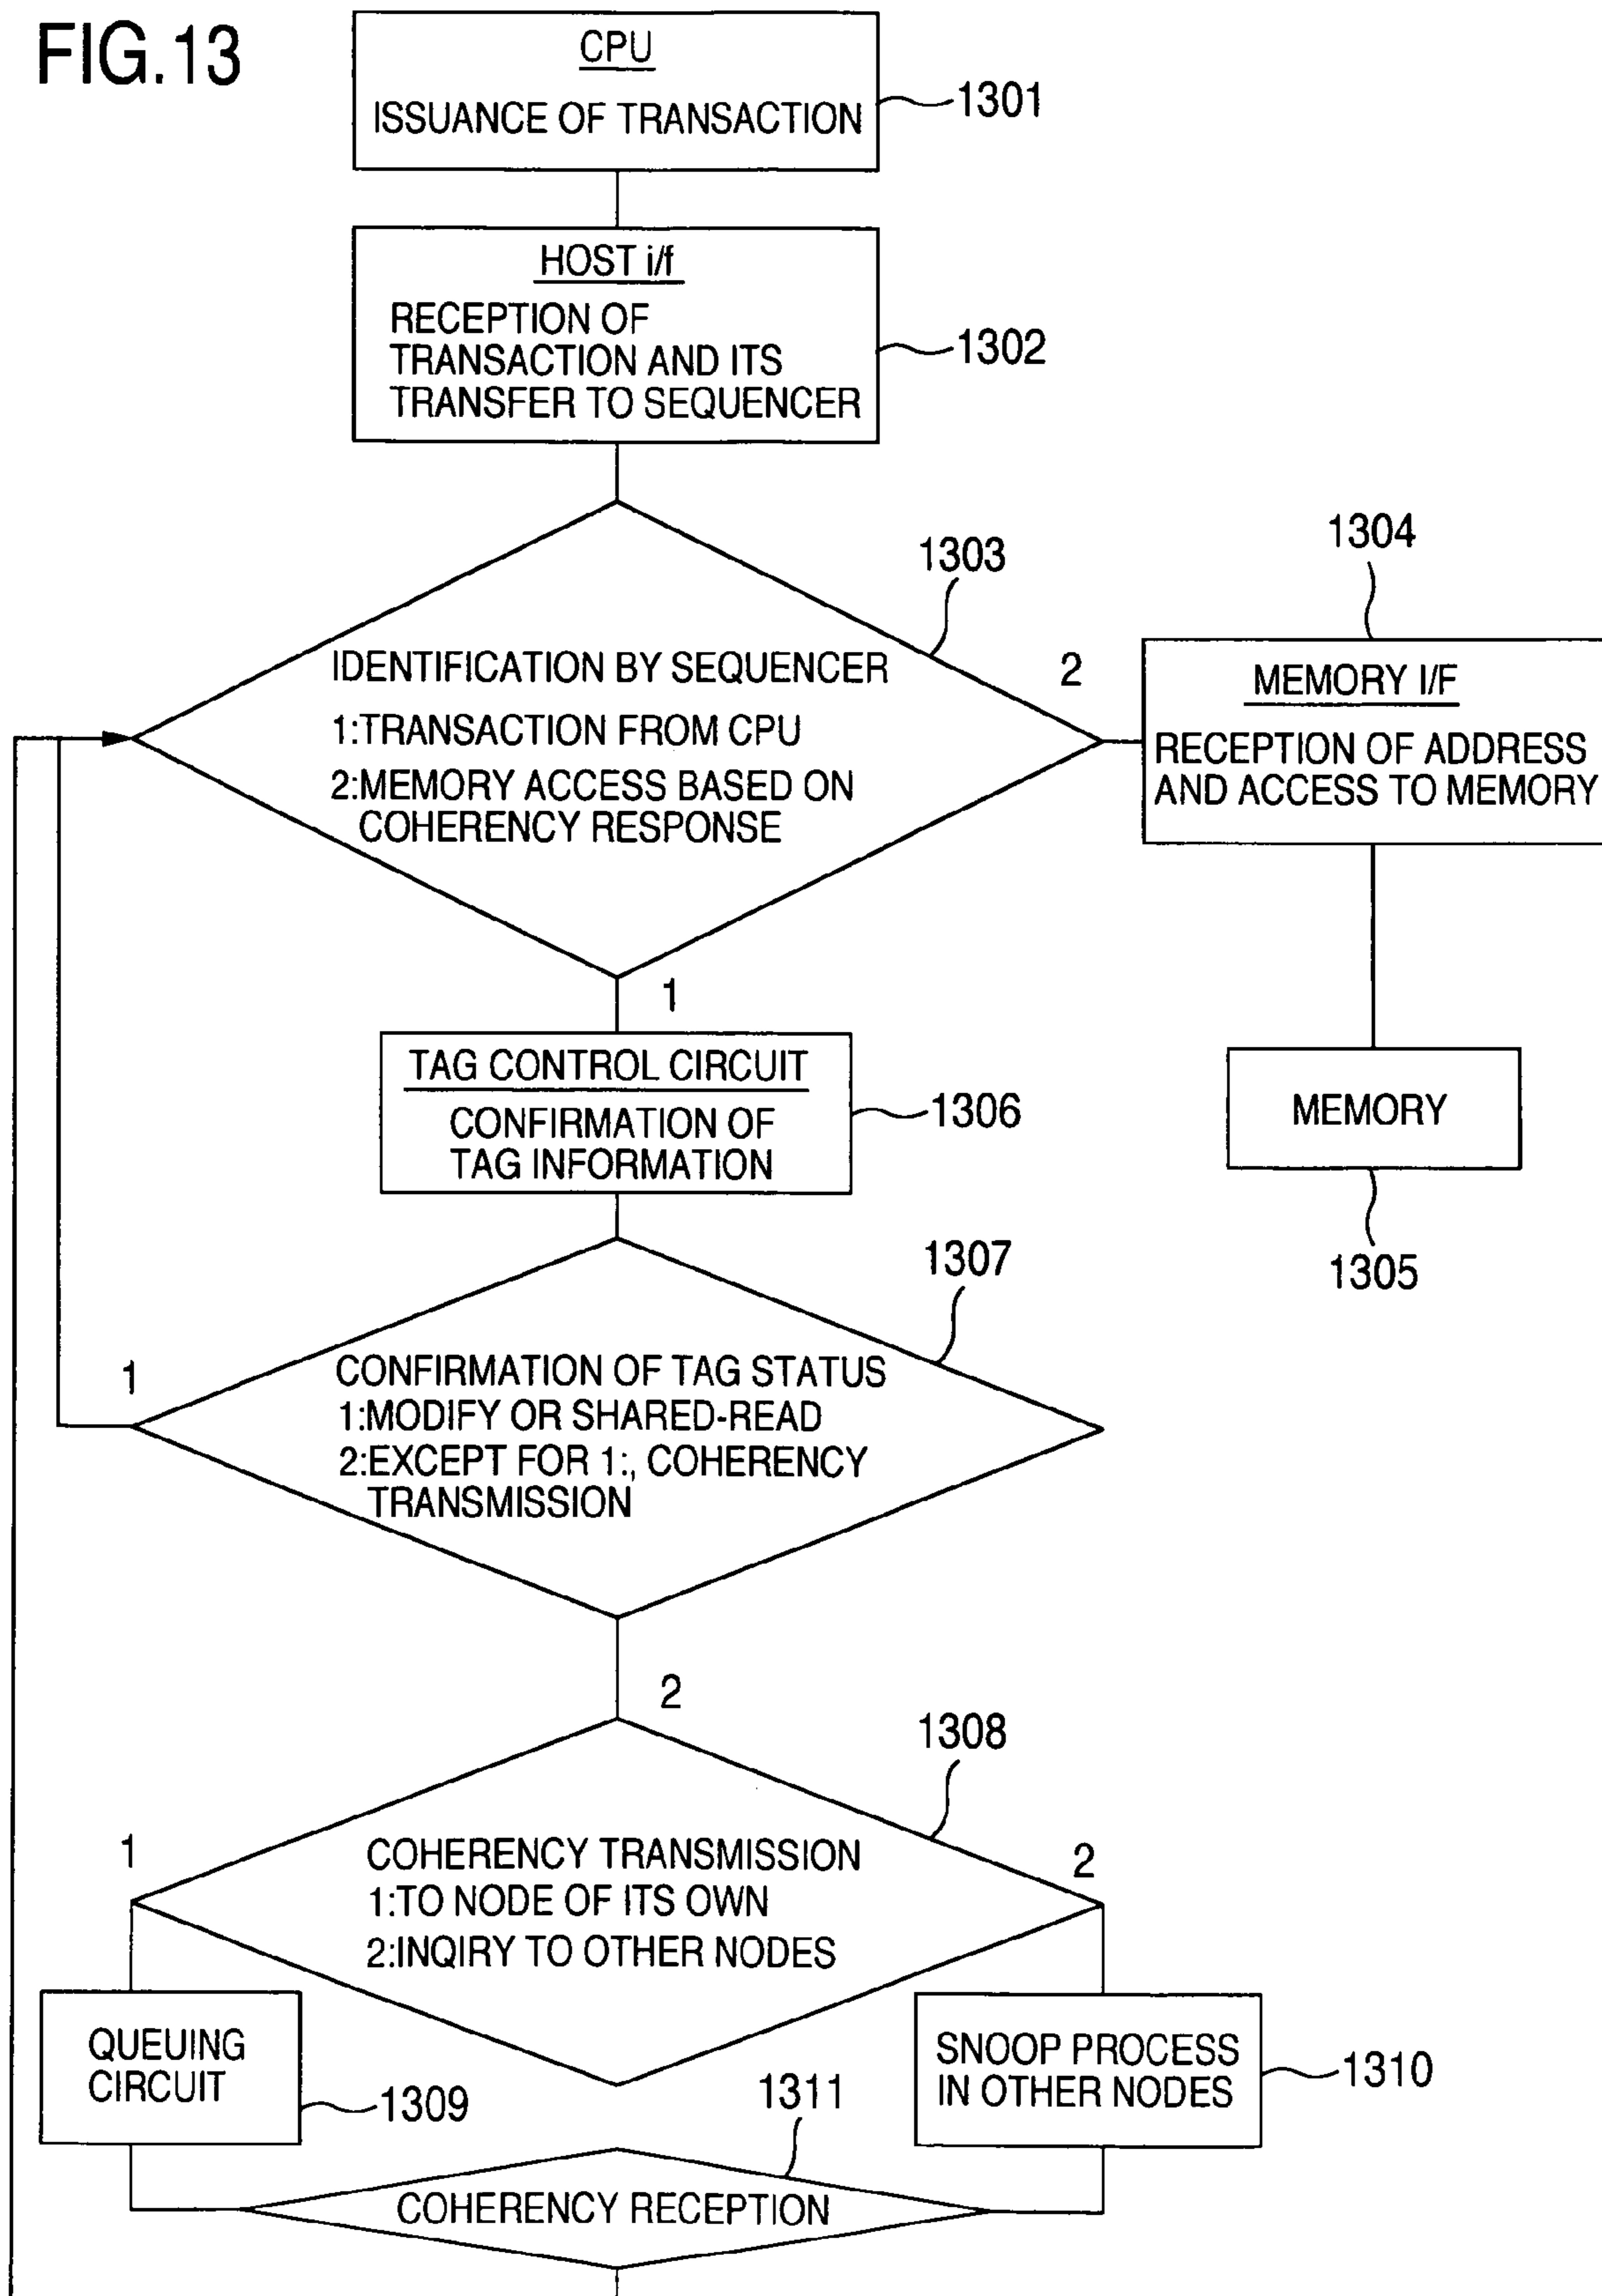 FIG.13
CPU
ISSUANCE OF TRANSACTION
1301
HOST i/f
RECEPTION OF
TRANSACTION AND ITS
TRANSFER TO SEQUENCER
1302
1303
IDENTIFICATION BY SEQUENCER
1:TRANSACTION FROM CPU
2:MEMORY ACCESS BASED ON
COHERENCY RESPONSE
2
1304
MEMORY I/F
RECEPTION OF ADDRESS
AND ACCESS TO MEMORY
1
MEMORY
1305
TAG CONTROL CIRCUIT
CONFIRMATION OF
TAG INFORMATION
1306
1307
1
CONFIRMATION OF TAG STATUS
1:MODIFY OR SHARED-READ
2:EXCEPT FOR 1:, COHERENCY
TRANSMISSION
2
1308
1
COHERENCY TRANSMISSION
1:TO NODE OF ITS OWN
2:INQIRY TO OTHER NODES
2
QUEUING
CIRCUIT
1309
SNOOP PROCESS
IN OTHER NODES
1310
1311
COHERENCY RECEPTION